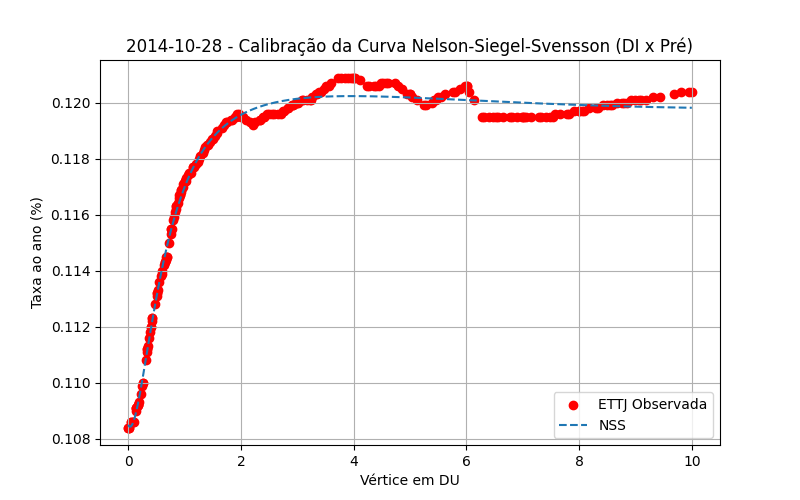 2014-10-28 - Calibração da Curva Nelson-Siegel-Svensson (DI x Pré)
Taxa ao ano (%)
0.120
0.118
0.116
0.114
0.112
0.110
0.108
ETTJ Observada
NSS
0 2 4 6 8 10
Vértice em DU